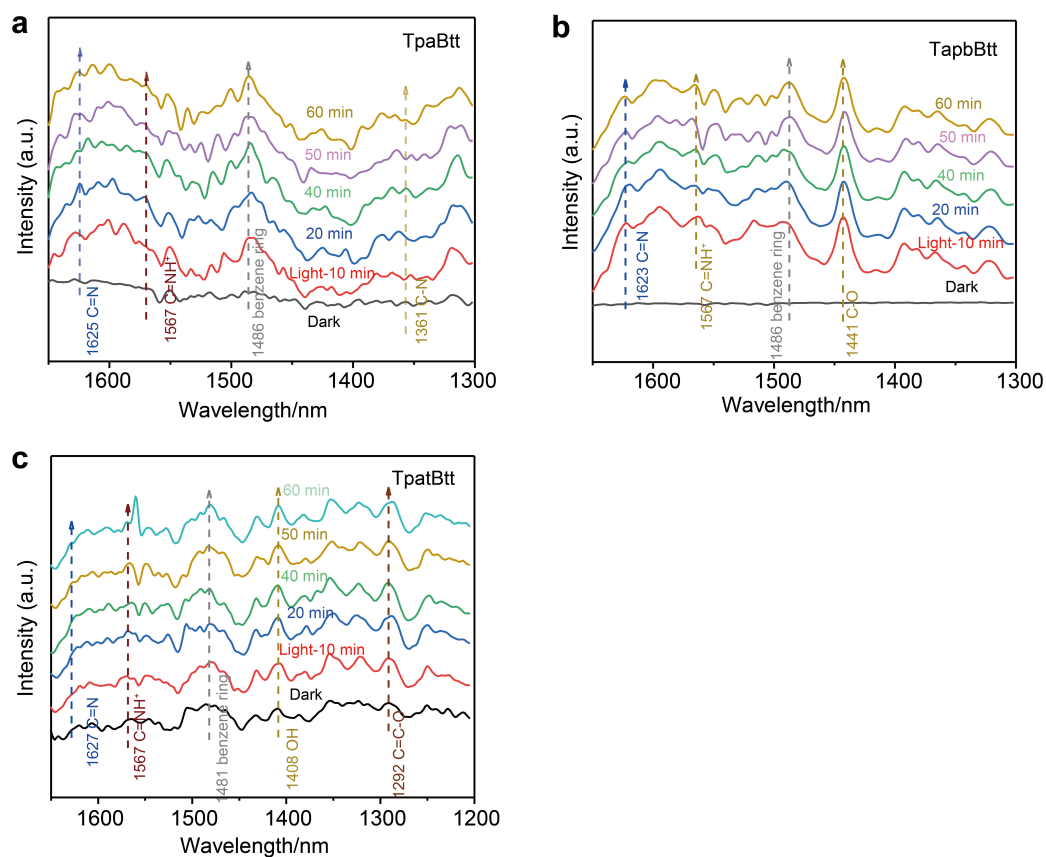 a
TpaBtt
60 min
50 min
40 min
20 min
Light-10 min
Dark
1625 C=N
1567 C=NH⁺
1486 benzene ring
1361 C-N
Intensity (a.u.)
1600
1500
1400
1300
Wavelength/nm
b
TapbBtt
60 min
50 min
40 min
20 min
Light-10 min
Dark
1623 C=N
1567 C=NH⁺
1486 benzene ring
1441 C-O
Intensity (a.u.)
1600
1500
1400
1300
Wavelength/nm
c
TpatBtt
60 min
50 min
40 min
20 min
Light-10 min
Dark
1627 C=N
1567 C=NH⁺
1481 benzene ring
1408 OH
1292 C=C-O
Intensity (a.u.)
1600
1500
1400
1300
1200
Wavelength/nm